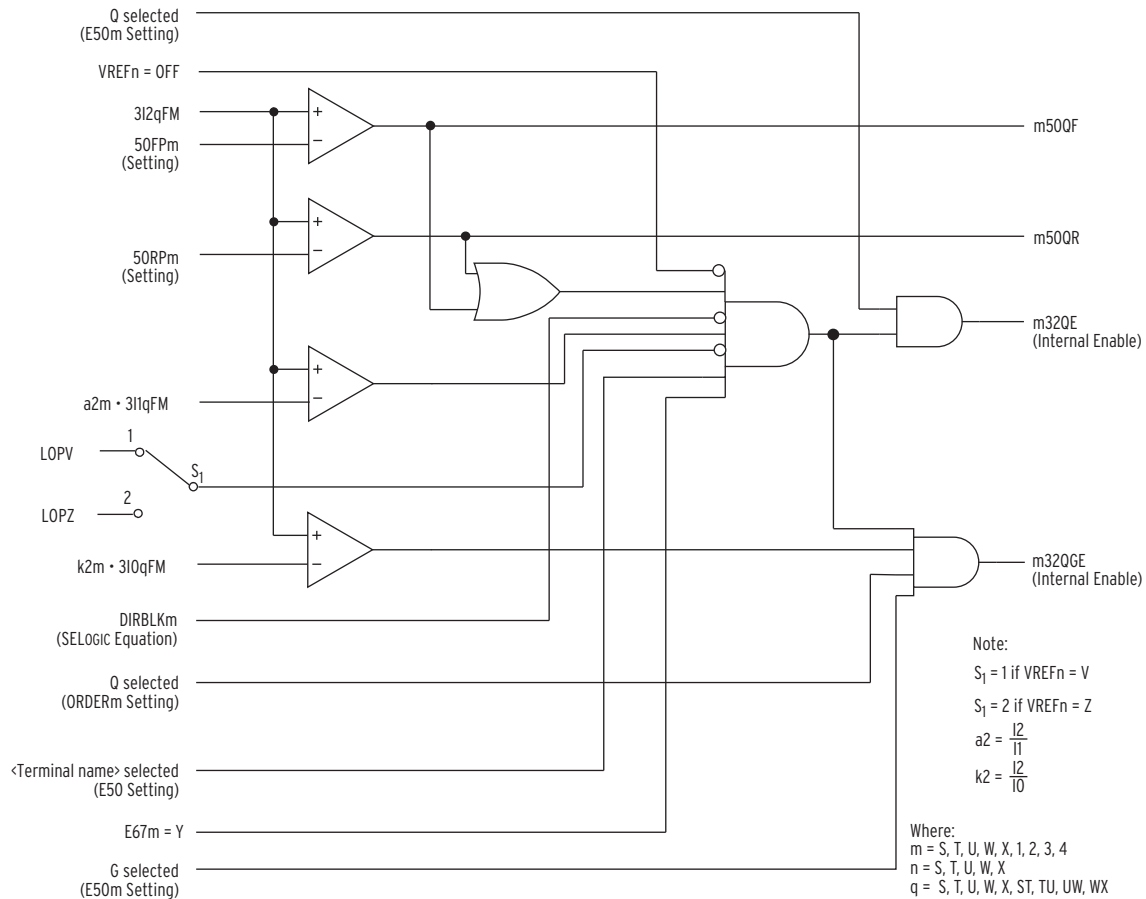 Q selected
(E50m Setting)
VREFn = OFF
3I2qFM
50FPm
(Setting)
+
–
m50QF
50RPm
(Setting)
+
–
m50QR
m32QE
(Internal Enable)
a2m • 3I1qFM
+
–
LOPV
1
S1
LOPZ
2
k2m • 3I0qFM
+
–
m32QGE
(Internal Enable)
DIRBLKm
(SELOGIC Equation)
Q selected
(ORDERm Setting)
<Terminal name> selected
(E50 Setting)
E67m = Y
G selected
(E50m Setting)
Note:
S1 = 1 if VREFn = V
S1 = 2 if VREFn = Z
a2 = I2/I1
k2 = I2/I0
Where:
m = S, T, U, W, X, 1, 2, 3, 4
n = S, T, U, W, X
q = S, T, U, W, X, ST, TU, UW, WX